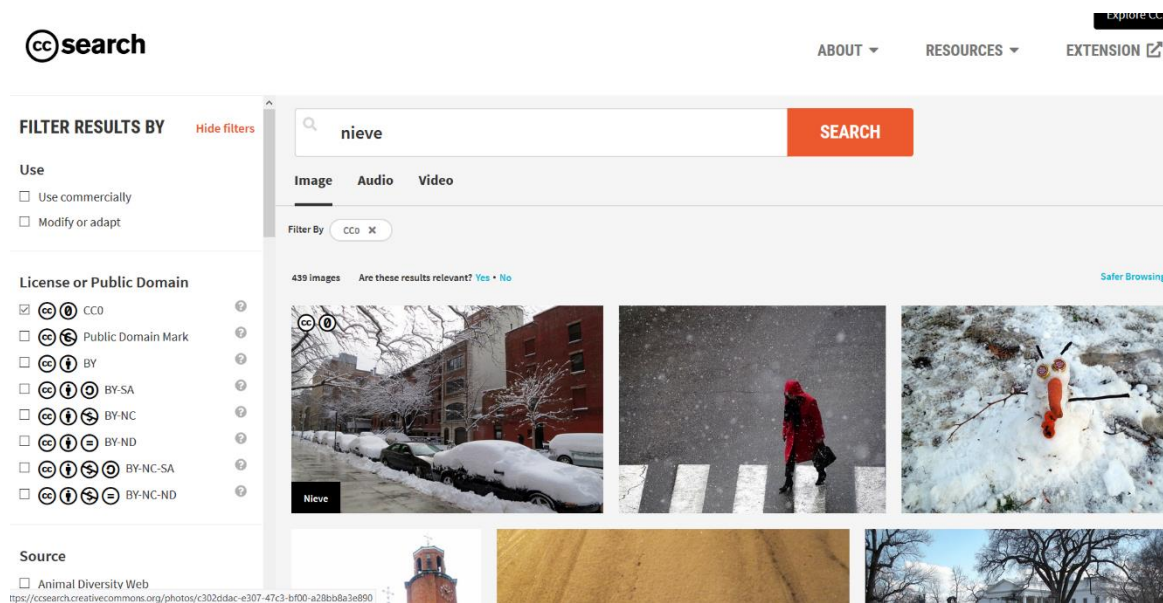 Explore CC
cc search
ABOUT
RESOURCES
EXTENSION
FILTER RESULTS BY
Hide filters
Use
Use commercially
Modify or adapt
License or Public Domain
CC0
Public Domain Mark
BY
BY-SA
BY-NC
BY-ND
BY-NC-SA
BY-NC-ND
Source
Animal Diversity Web
ttps://ccsearch.creativecommons.org/photos/c302ddac-e307-47c3-bf00-a28bb8a3e890
nieve
SEARCH
Image Audio Video
Filter By CC0 X
439 images Are these results relevant? Yes • No
Safer Browsing
Nieve